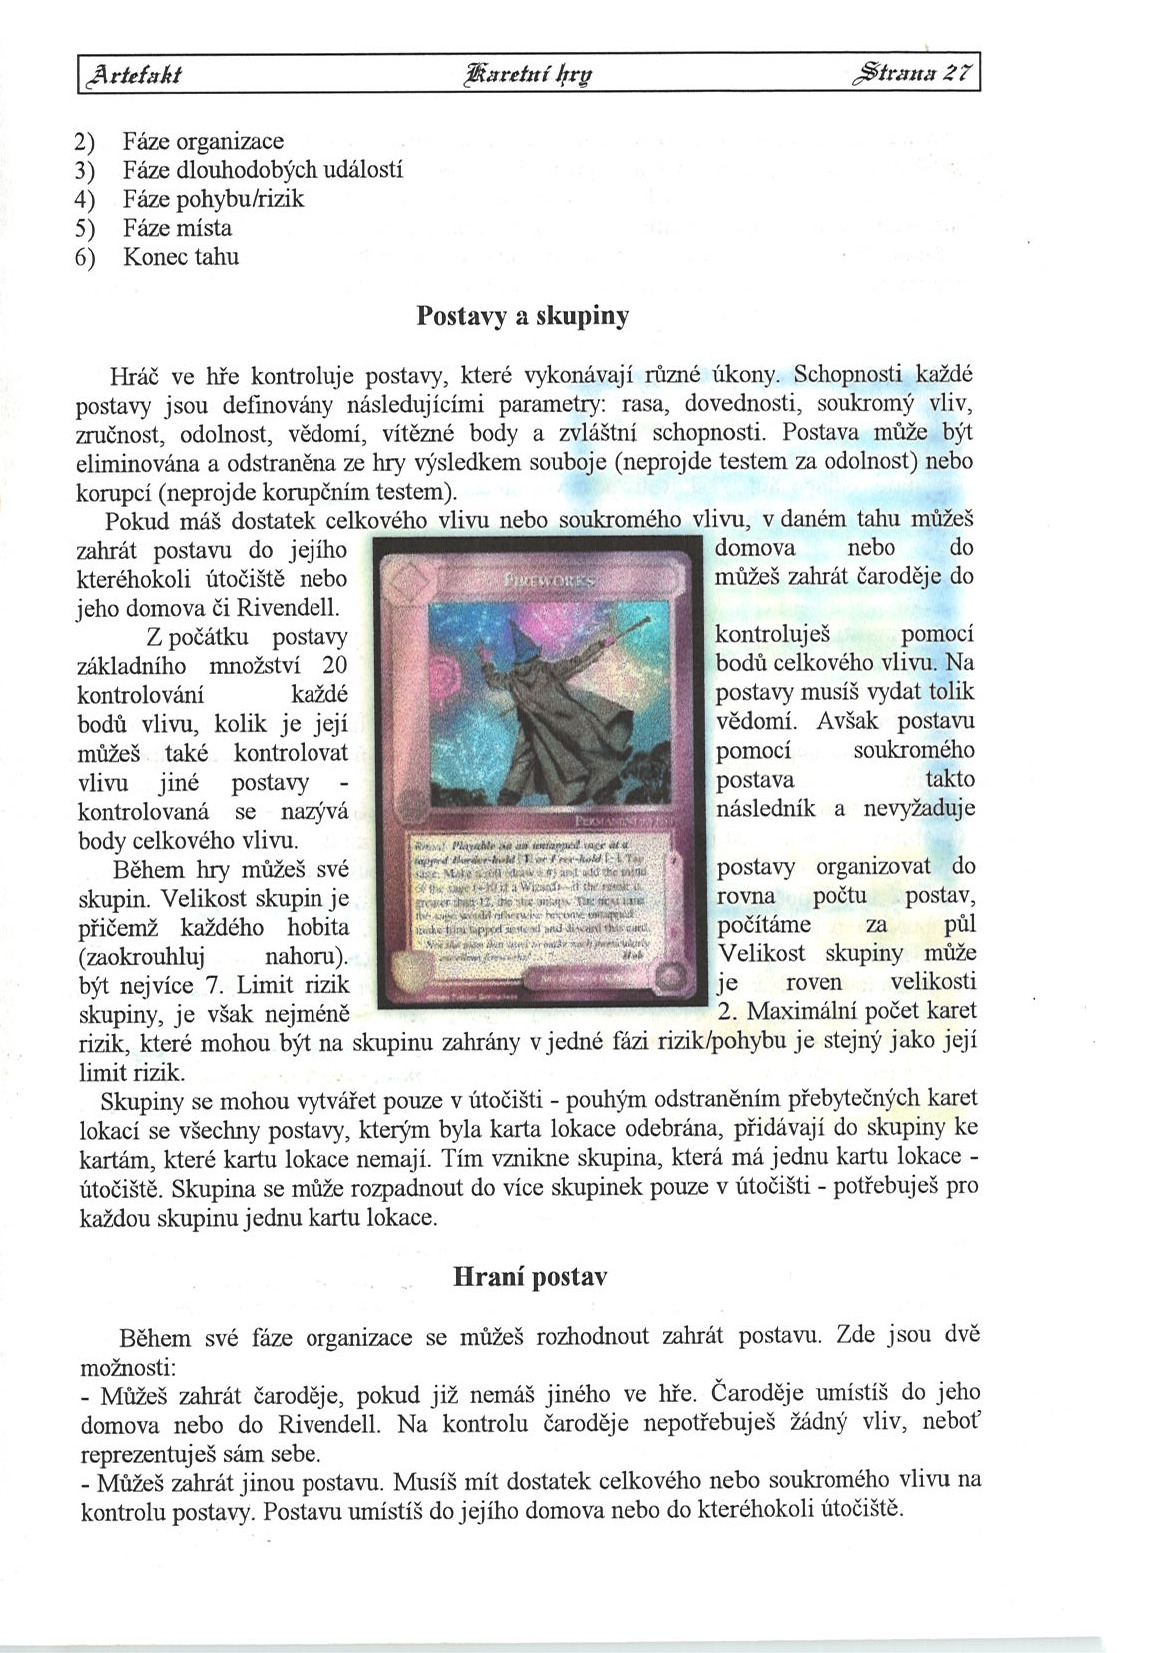 Artefakt Karetní hry Strana 27
2) Fáze organizace
3) Fáze dlouhodobých událostí
4) Fáze pohybu/rizik
5) Fáze místa
6) Konec tahu
Postavy a skupiny
Hráč ve hře kontroluje postavy, které vykonávají různé úkony. Schopnosti každé
postavy jsou definovány následujícími parametry: rasa, dovednosti, soukromý vliv,
zručnost, odolnost, vědomí, vítězné body a zvláštní schopnosti. Postava může být
eliminována a odstraněna ze hry výsledkem souboje (neprojde testem za odolnost) nebo
korupcí (neprojde korupčním testem).
Pokud máš dostatek celkového vlivu nebo soukromého vlivu, v daném tahu můžeš
zahrát postavu do jejího domova nebo do
kteréhokoli útočiště nebo můžeš zahrát čaroděje do
jeho domova či Rivendell.
Z počátku postavy kontroluješ pomocí
základního množství 20 bodů celkového vlivu. Na
kontrolování každé postavy musíš vydat tolik
bodů vlivu, kolik je její vědomí. Avšak postavu
můžeš také kontrolovat pomocí soukromého
vlivu jiné postavy - postava takto
kontrolovaná se nazývá následník a nevyžaduje
body celkového vlivu.
Během hry můžeš své postavy organizovat do
skupin. Velikost skupin je rovna počtu postav,
přičemž každého hobita počítáme za půl
(zaokrouhluj nahoru). Velikost skupiny může
být nejvíce 7. Limit rizik je roven velikosti
skupiny, je však nejméně 2. Maximální počet karet
rizik, které mohou být na skupinu zahrány v jedné fázi rizik/pohybu je stejný jako její
limit rizik.
Skupiny se mohou vytvářet pouze v útočišti - pouhým odstraněním přebytečných karet
lokací se všechny postavy, kterým byla karta lokace odebrána, přidávají do skupiny ke
kartám, které kartu lokace nemají. Tím vznikne skupina, která má jednu kartu lokace -
útočiště. Skupina se může rozpadnout do více skupinek pouze v útočišti - potřebuješ pro
každou skupinu jednu kartu lokace.
FIREWORKS
PERMANENT
Playable on an untapped sage at a
tapped Border-hold or Free-hold
Hraní postav
Během své fáze organizace se můžeš rozhodnout zahrát postavu. Zde jsou dvě
možnosti:
- Můžeš zahrát čaroděje, pokud již nemáš jiného ve hře. Čaroděje umístíš do jeho
domova nebo do Rivendell. Na kontrolu čaroděje nepotřebuješ žádný vliv, neboť
reprezentuješ sám sebe.
- Můžeš zahrát jinou postavu. Musíš mít dostatek celkového nebo soukromého vlivu na
kontrolu postavy. Postavu umístíš do jejího domova nebo do kteréhokoli útočiště.